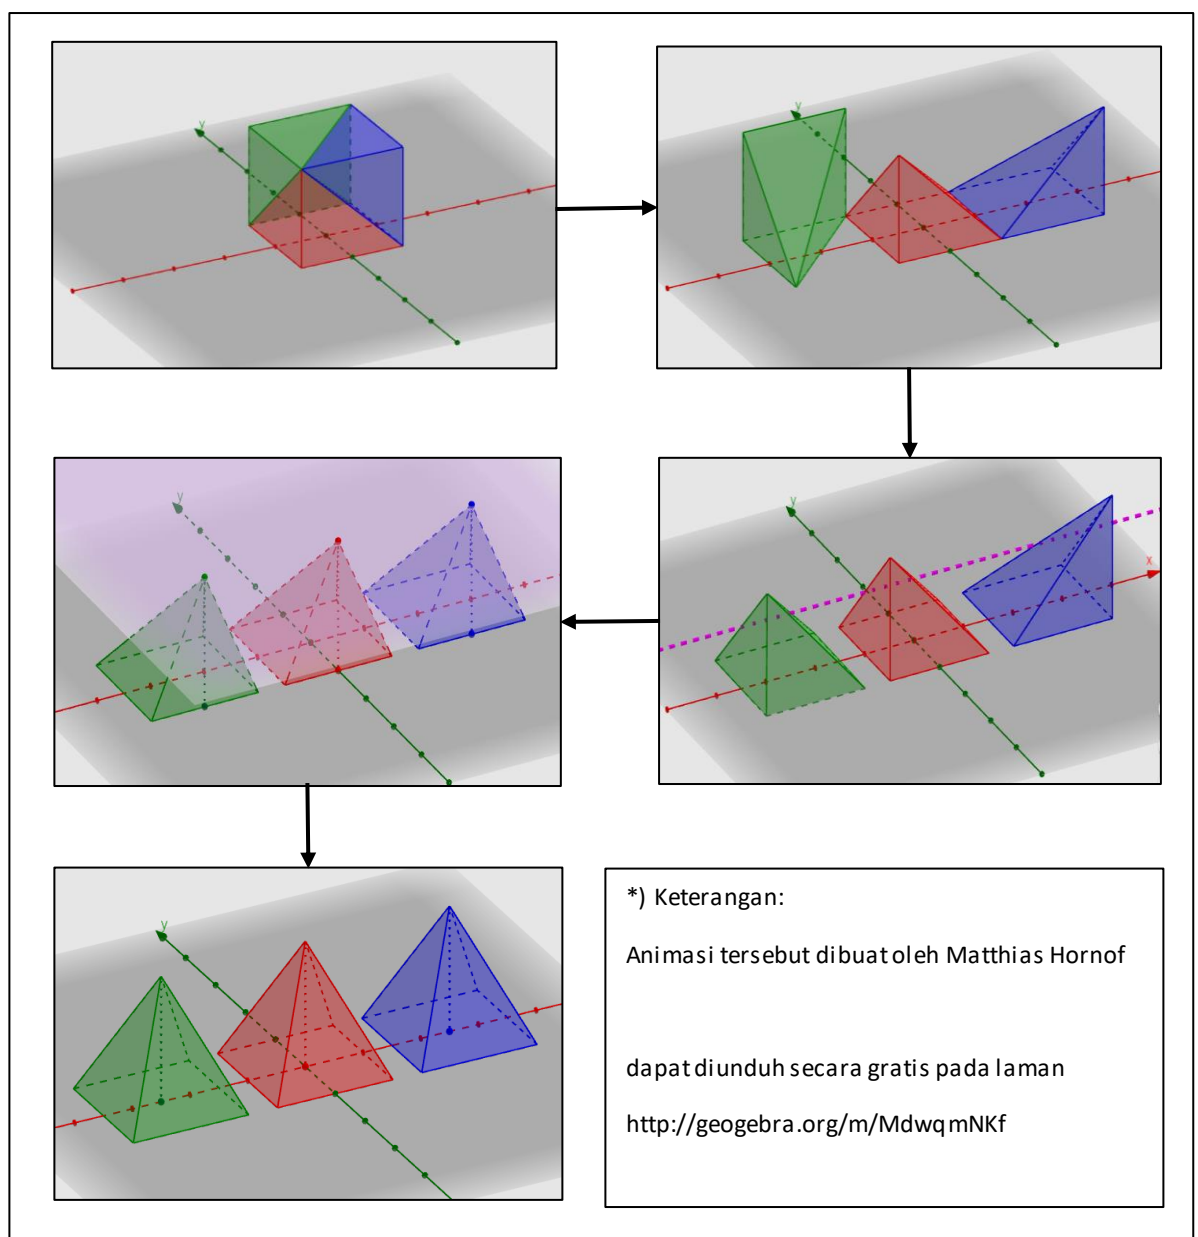 y
y
y
y
x
y
*) Keterangan:
Animasi tersebut dibuat oleh Matthias Hornof
dapat diunduh secara gratis pada laman
http://geogebra.org/m/MdwqmNKf